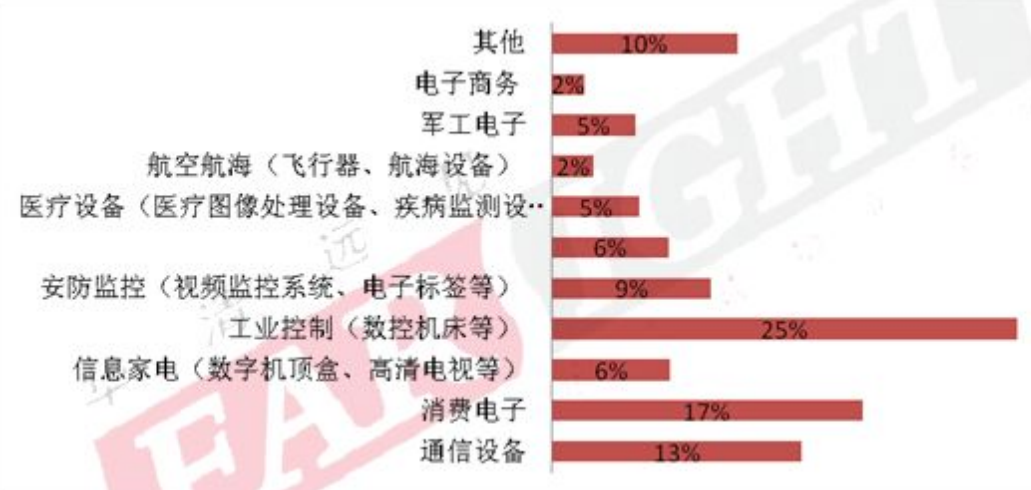 其他 10%
电子商务 2%
军工电子 5%
航空航海（飞行器、航海设备） 2%
医疗设备（医疗图像处理设备、疾病监测设·· 5%
6%
安防监控（视频监控系统、电子标签等） 9%
工业控制（数控机床等） 25%
信息家电（数字机顶盒、高清电视等） 6%
消费电子 17%
通信设备 13%